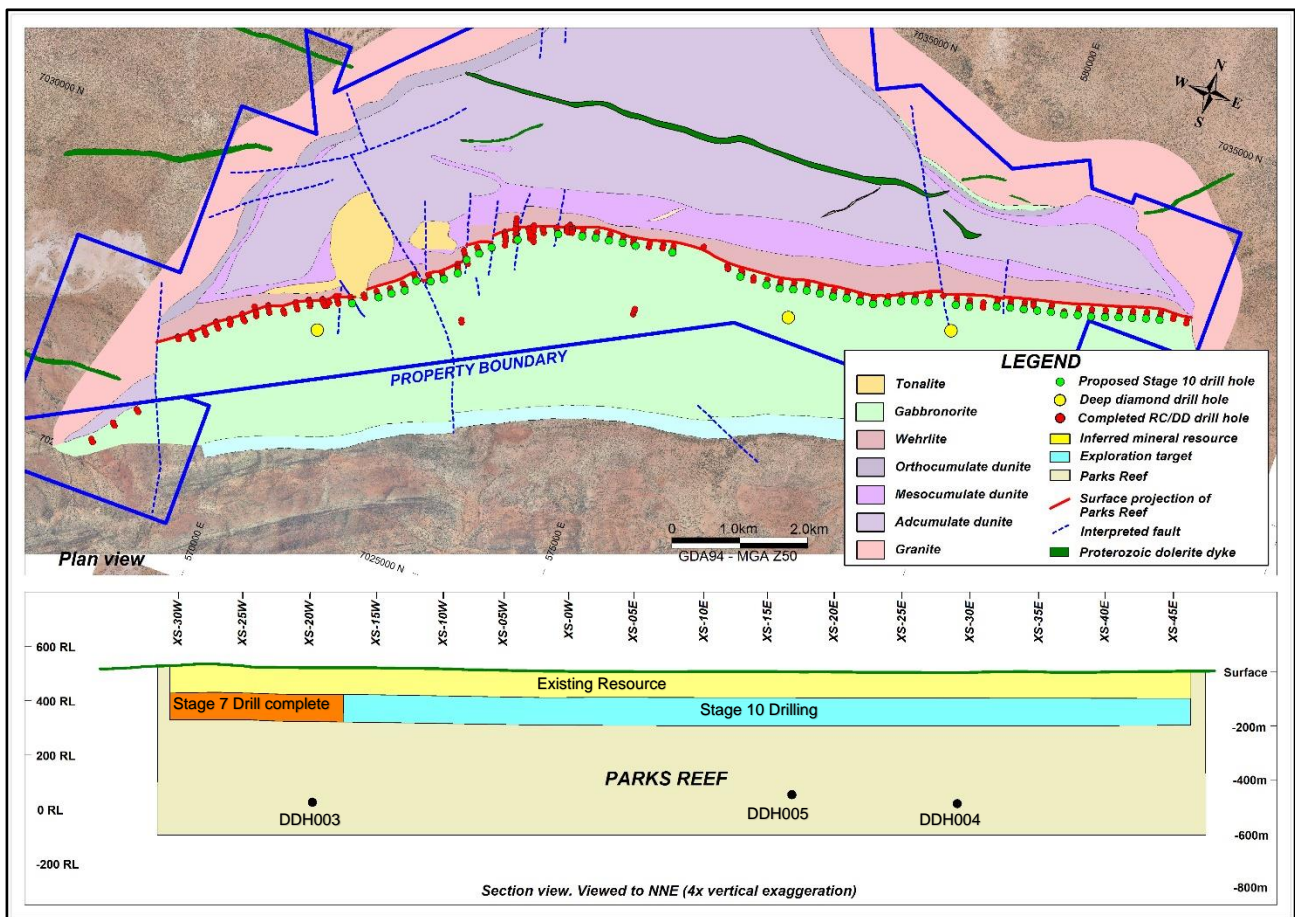 7030000 N
7035000 N
580000 E
N
W
E
S
7035000 N
PROPERTY BOUNDARY
570000 E
7025000 N
575000 E
0 1.0km 2.0km
GDA94 - MGA Z50
Plan view
LEGEND
Tonalite
Gabbronorite
Wehrlite
Orthocumulate dunite
Mesocumulate dunite
Adcumulate dunite
Granite
Proposed Stage 10 drill hole
Deep diamond drill hole
Completed RC/DD drill hole
Inferred mineral resource
Exploration target
Parks Reef
Surface projection of
Parks Reef
Interpreted fault
Proterozoic dolerite dyke
XS-30W XS-25W XS-20W XS-15W XS-10W XS-05W XS-0W XS-05E XS-10E XS-15E XS-20E XS-25E XS-30E XS-35E XS-40E XS-45E
600 RL
Surface
Existing Resource
400 RL
Stage 7 Drill complete
Stage 10 Drilling
-200m
200 RL
PARKS REEF
-400m
0 RL
DDH003
DDH005
DDH004
-600m
-200 RL
-800m
Section view. Viewed to NNE (4x vertical exaggeration)